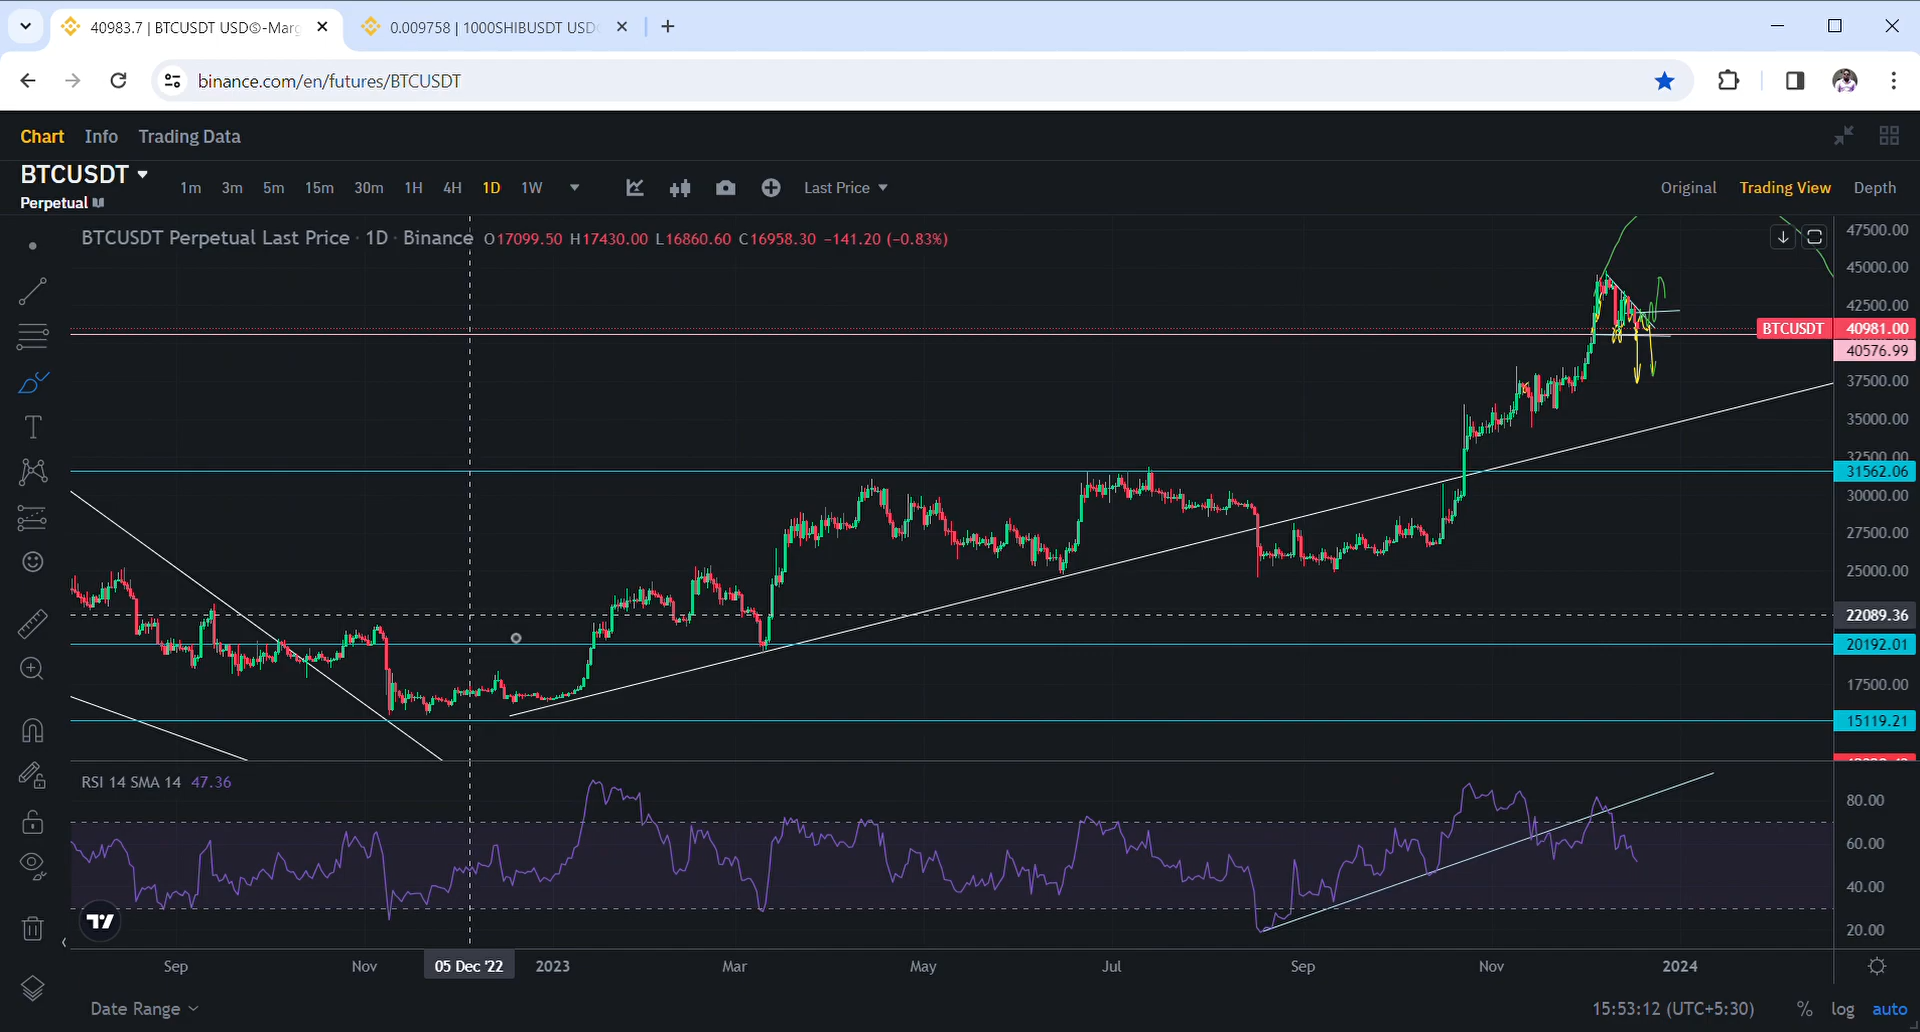 40983.7 | BTCUSDT USDⓈ-Marg
0.009758 | 1000SHIBUSDT USD
binance.com/en/futures/BTCUSDT
Chart Info Trading Data
BTCUSDT
Perpetual
1m 3m 5m 15m 30m 1H 4H 1D 1W Last Price Original Trading View Depth
BTCUSDT Perpetual Last Price · 1D · Binance O17099.50 H17430.00 L16860.60 C16958.30 −141.20 (−0.83%)
47500.00
45000.00
42500.00
BTCUSDT 40981.00
40576.99
37500.00
35000.00
32500.00
31562.06
30000.00
27500.00
25000.00
22089.36
20192.01
17500.00
15119.21
RSI 14 SMA 14 47.36
80.00
60.00
40.00
20.00
Sep Nov 05 Dec '22 2023 Mar May Jul Sep Nov 2024
Date Range 15:53:12 (UTC+5:30) % log auto